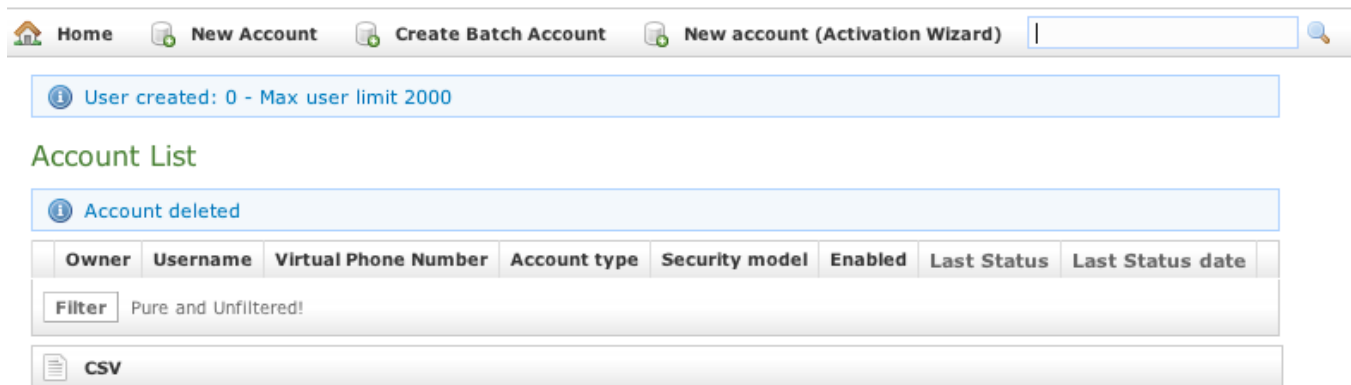 Home New Account Create Batch Account New account (Activation Wizard)
User created: 0 - Max user limit 2000
Account List
Account deleted
Owner Username Virtual Phone Number Account type Security model Enabled Last Status Last Status date
Filter Pure and Unfiltered!
CSV